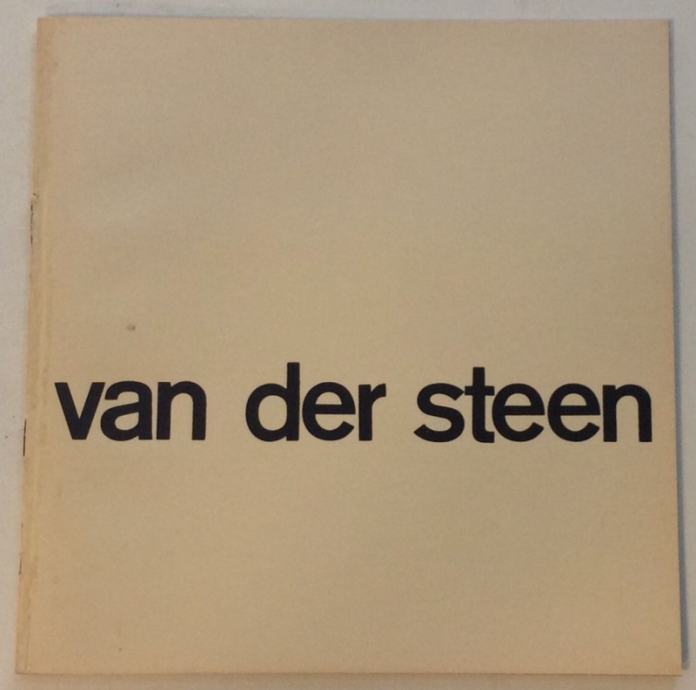 van der steen